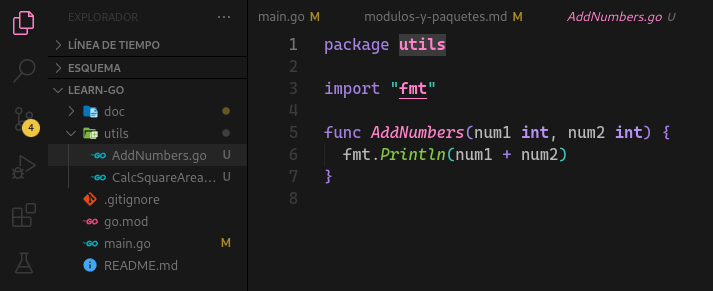 EXPLORADOR
LÍNEA DE TIEMPO
ESQUEMA
LEARN-GO
doc
utils
AddNumbers.go U
CalcSquareArea... U
.gitignore
go.mod
main.go M
README.md
4
main.go M modulos-y-paquetes.md M AddNumbers.go U
1 package utils
2
3 import "fmt"
4
5 func AddNumbers(num1 int, num2 int) {
6 fmt.Println(num1 + num2)
7 }
8